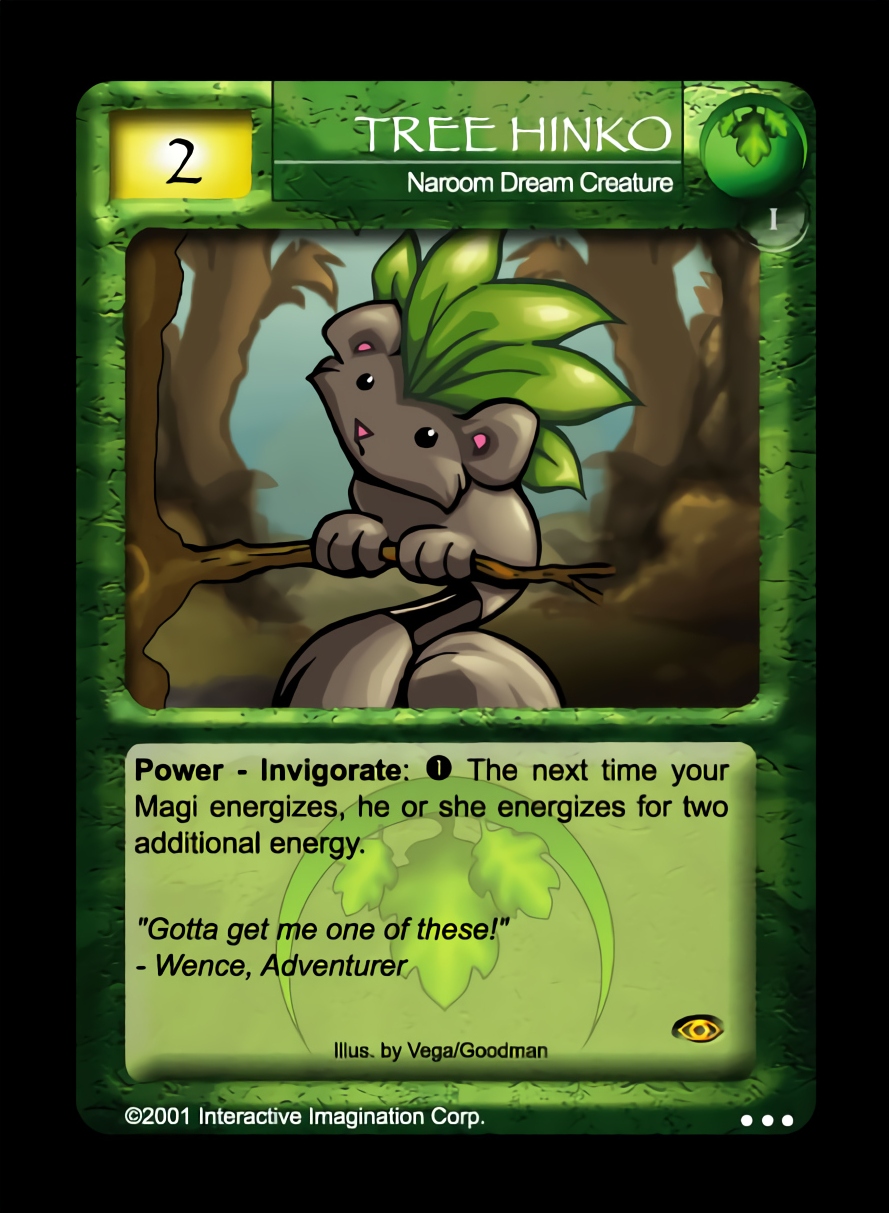 2
TREE HINKO
Naroom Dream Creature
I
Power - Invigorate: ❶ The next time your
Magi energizes, he or she energizes for two
additional energy.
"Gotta get me one of these!"
- Wence, Adventurer
Illus. by Vega/Goodman
©2001 Interactive Imagination Corp.